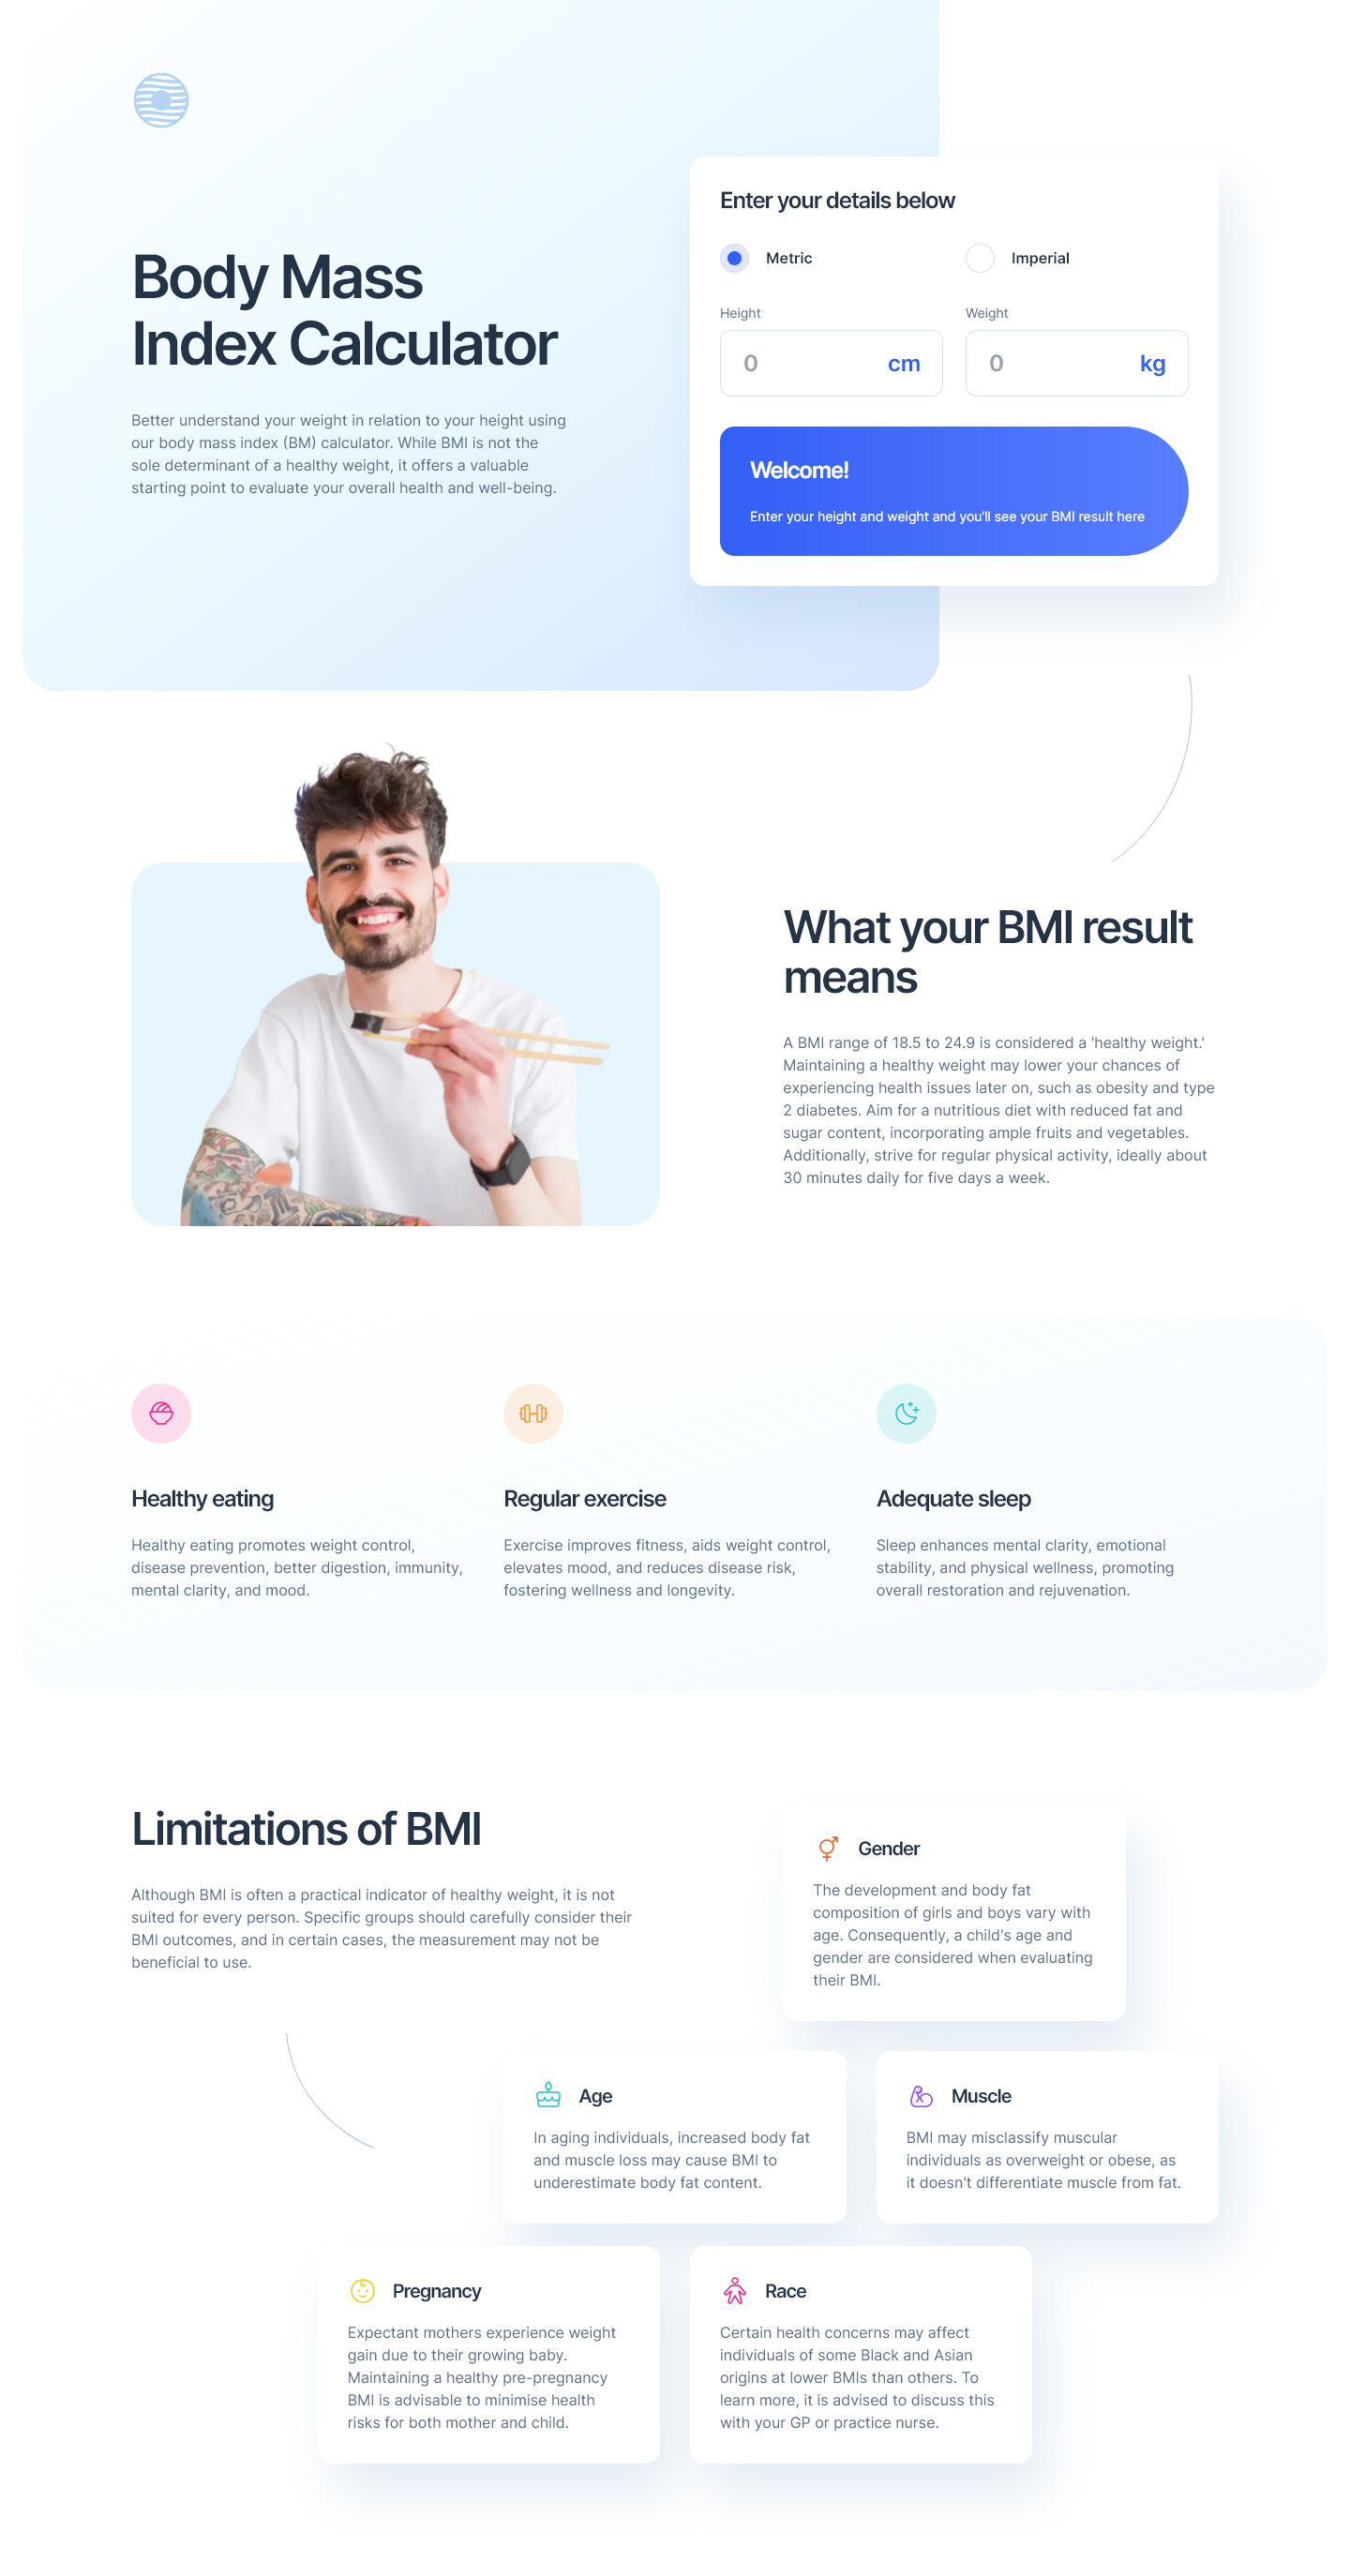 Body Mass
Index Calculator
Better understand your weight in relation to your height using
our body mass index (BM) calculator. While BMI is not the
sole determinant of a healthy weight, it offers a valuable
starting point to evaluate your overall health and well-being.
Enter your details below
Metric
Imperial
Height
Weight
0 cm
0 kg
Welcome!
Enter your height and weight and you'll see your BMI result here
What your BMI result
means
A BMI range of 18.5 to 24.9 is considered a 'healthy weight.'
Maintaining a healthy weight may lower your chances of
experiencing health issues later on, such as obesity and type
2 diabetes. Aim for a nutritious diet with reduced fat and
sugar content, incorporating ample fruits and vegetables.
Additionally, strive for regular physical activity, ideally about
30 minutes daily for five days a week.
Healthy eating
Healthy eating promotes weight control,
disease prevention, better digestion, immunity,
mental clarity, and mood.
Regular exercise
Exercise improves fitness, aids weight control,
elevates mood, and reduces disease risk,
fostering wellness and longevity.
Adequate sleep
Sleep enhances mental clarity, emotional
stability, and physical wellness, promoting
overall restoration and rejuvenation.
Limitations of BMI
Although BMI is often a practical indicator of healthy weight, it is not
suited for every person. Specific groups should carefully consider their
BMI outcomes, and in certain cases, the measurement may not be
beneficial to use.
Gender
The development and body fat
composition of girls and boys vary with
age. Consequently, a child's age and
gender are considered when evaluating
their BMI.
Age
In aging individuals, increased body fat
and muscle loss may cause BMI to
underestimate body fat content.
Muscle
BMI may misclassify muscular
individuals as overweight or obese, as
it doesn't differentiate muscle from fat.
Pregnancy
Expectant mothers experience weight
gain due to their growing baby.
Maintaining a healthy pre-pregnancy
BMI is advisable to minimise health
risks for both mother and child.
Race
Certain health concerns may affect
individuals of some Black and Asian
origins at lower BMIs than others. To
learn more, it is advised to discuss this
with your GP or practice nurse.